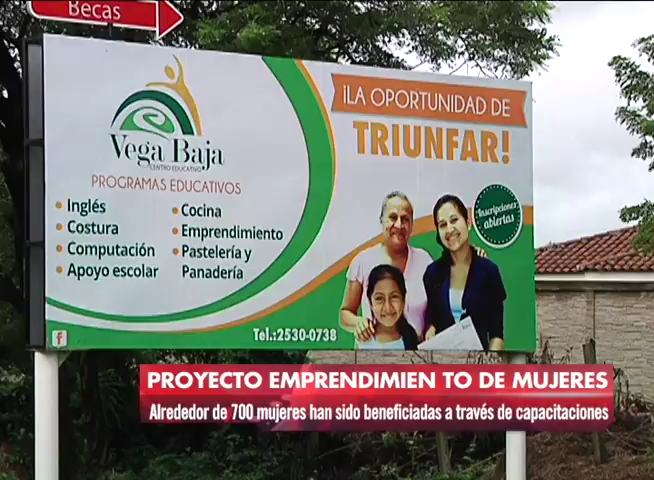 Becas
¡LA OPORTUNIDAD DE
TRIUNFAR!
Vega Baja
CENTRO EDUCATIVO
PROGRAMAS EDUCATIVOS
• Inglés
• Costura
• Computación
• Apoyo escolar
• Cocina
• Emprendimiento
• Pastelería y
Panadería
Inscripciones
abiertas
f
Tel.:2530-0738
PROYECTO EMPRENDIMIEN TO DE MUJERES
Alrededor de 700 mujeres han sido beneficiadas a través de capacitaciones